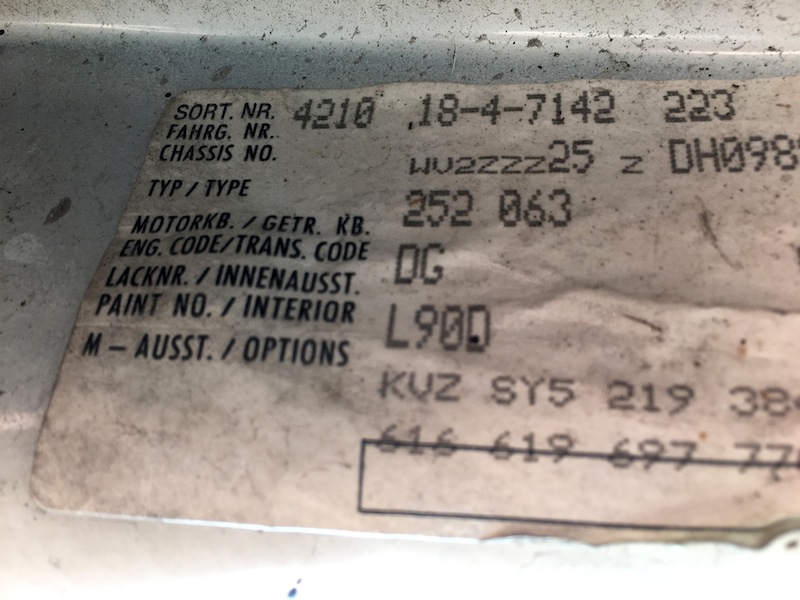 SORT. NR. 4210 18-4-7142 223
FAHRG. NR.
CHASSIS NO. WV2ZZZ25 Z DH098
TYP / TYPE 252 063
MOTORKB. / GETR. KB.
ENG. CODE/TRANS. CODE DG
LACKNR. / INNENAUSST.
PAINT NO. / INTERIOR L90D
M – AUSST. / OPTIONS
KVZ SY5 219 384
616 619 697 770